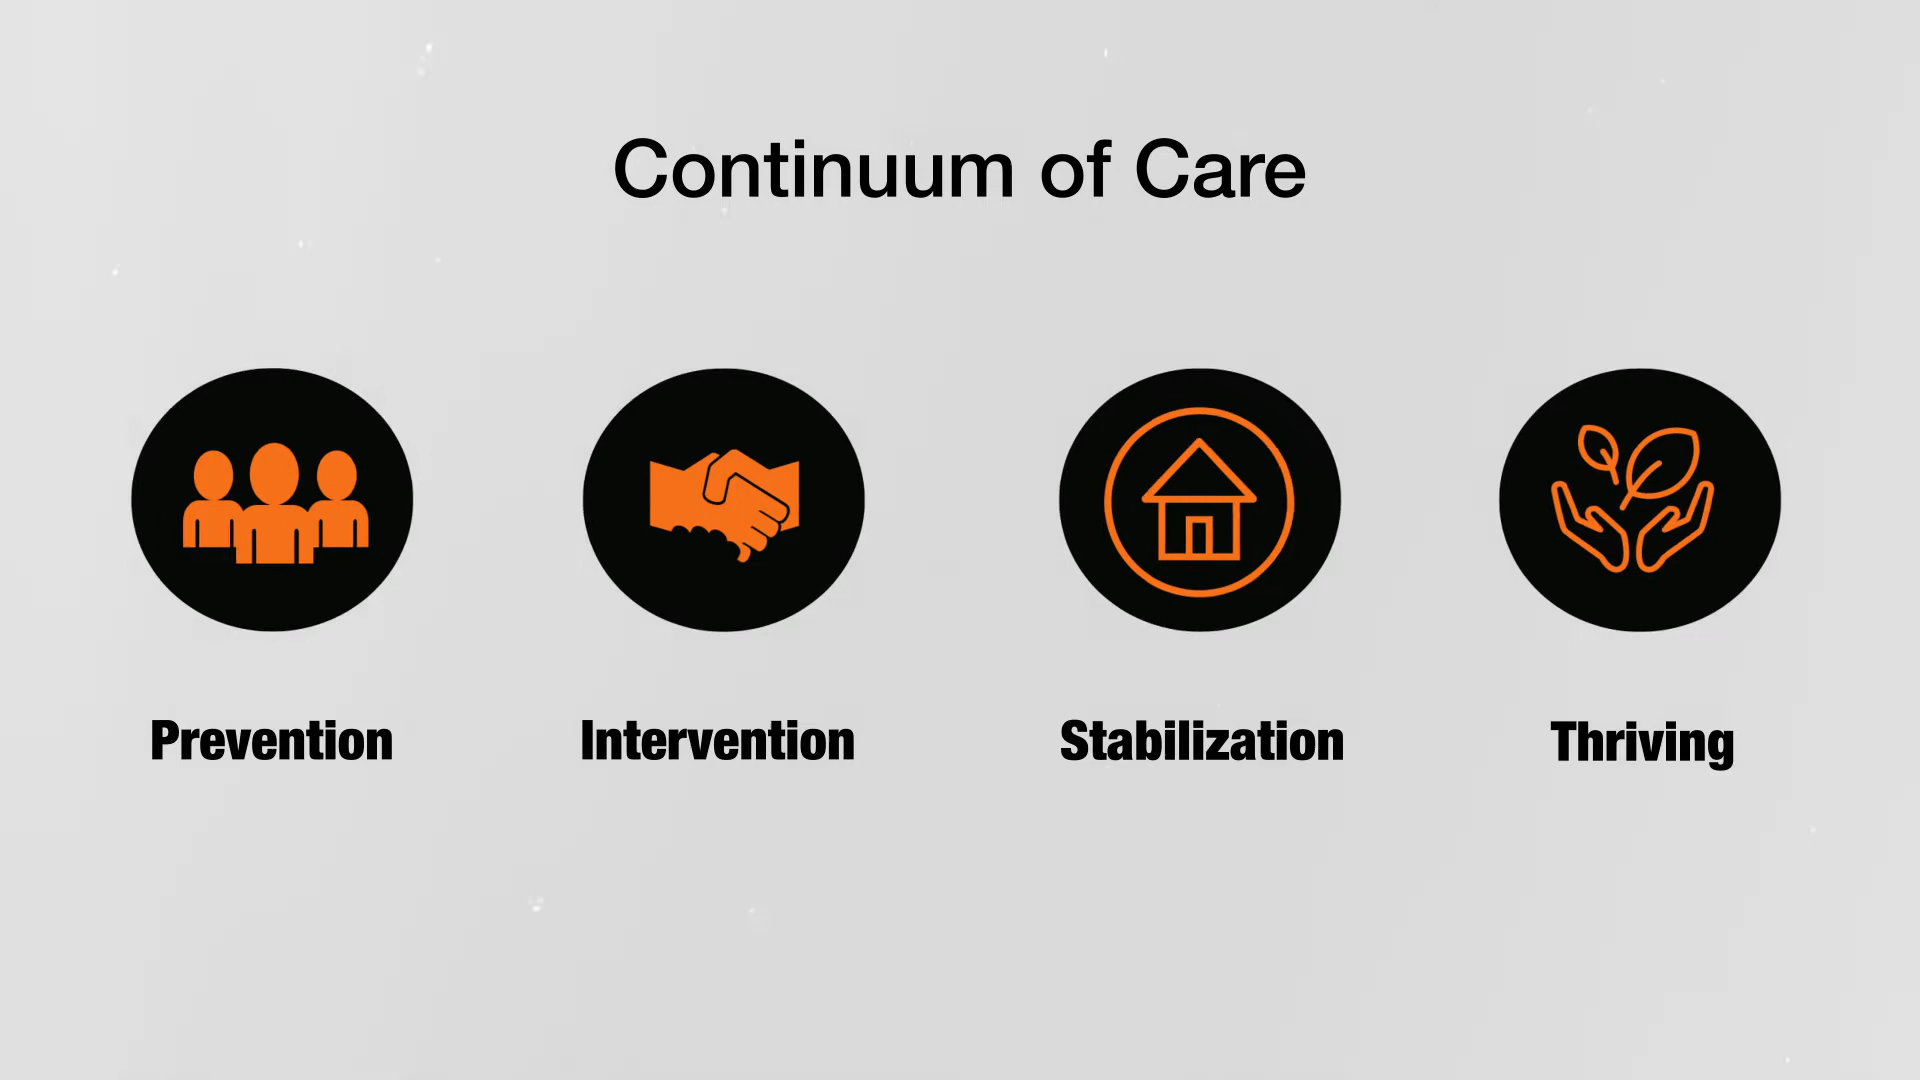 Continuum of Care
Prevention
Intervention
Stabilization
Thriving